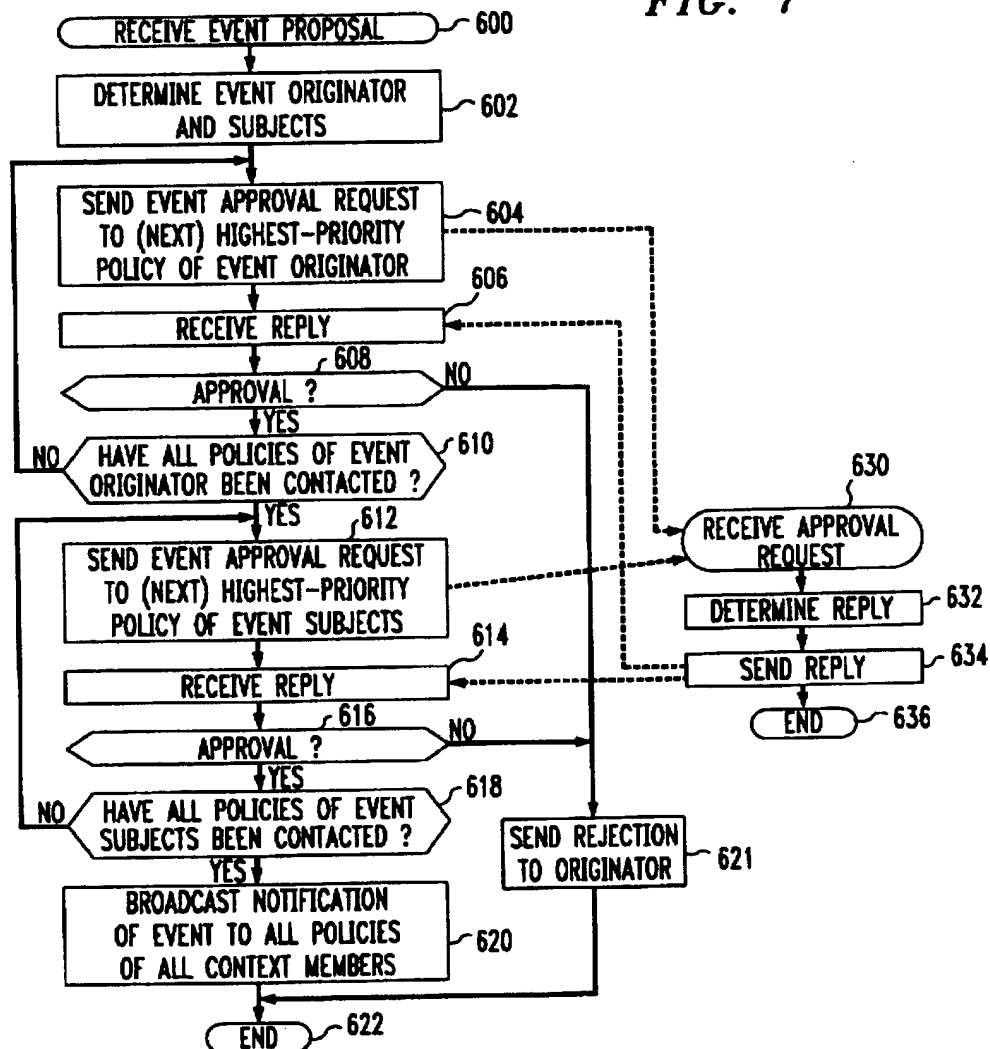 FIG. 7
RECEIVE EVENT PROPOSAL
600
DETERMINE EVENT ORIGINATOR
AND SUBJECTS
602
SEND EVENT APPROVAL REQUEST
TO (NEXT) HIGHEST-PRIORITY
POLICY OF EVENT ORIGINATOR
604
606
RECEIVE REPLY
608
APPROVAL ?
NO
YES
HAVE ALL POLICIES OF EVENT
ORIGINATOR BEEN CONTACTED ?
610
NO
YES
612
SEND EVENT APPROVAL REQUEST
TO (NEXT) HIGHEST-PRIORITY
POLICY OF EVENT SUBJECTS
614
RECEIVE REPLY
616
APPROVAL ?
NO
YES
HAVE ALL POLICIES OF EVENT
SUBJECTS BEEN CONTACTED ?
618
NO
YES
BROADCAST NOTIFICATION
OF EVENT TO ALL POLICIES
OF ALL CONTEXT MEMBERS
620
END
622
SEND REJECTION
TO ORIGINATOR
621
630
RECEIVE APPROVAL
REQUEST
DETERMINE REPLY
632
SEND REPLY
634
END
636